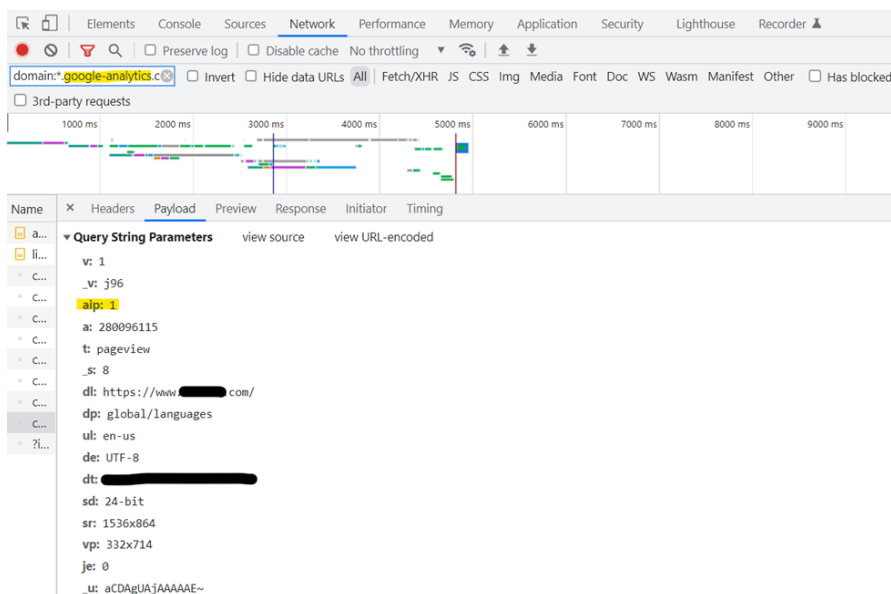 Elements Console Sources Network Performance Memory Application Security Lighthouse Recorder
Preserve log Disable cache No throttling
domain:*.google-analytics.c Invert Hide data URLs All Fetch/XHR JS CSS Img Media Font Doc WS Wasm Manifest Other Has blocked
3rd-party requests
1000 ms 2000 ms 3000 ms 4000 ms 5000 ms 6000 ms 7000 ms 8000 ms 9000 ms
Name × Headers Payload Preview Response Initiator Timing
a...
li...
c...
c...
c...
c...
c...
c...
c...
c...
?i...
Query String Parameters view source view URL-encoded
v: 1
_v: j96
aip: 1
a: 280096115
t: pageview
_s: 8
dl: https://www. com/
dp: global/languages
ul: en-us
de: UTF-8
dt:
sd: 24-bit
sr: 1536x864
vp: 332x714
je: 0
_u: aCDAgUAjAAAAAE~